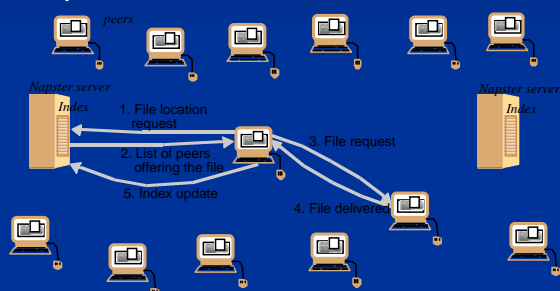 peers
Napster server
Index
Napster server
Index
1. File location
request
2. List of peers
offering the file
3. File request
5. Index update
4. File delivered